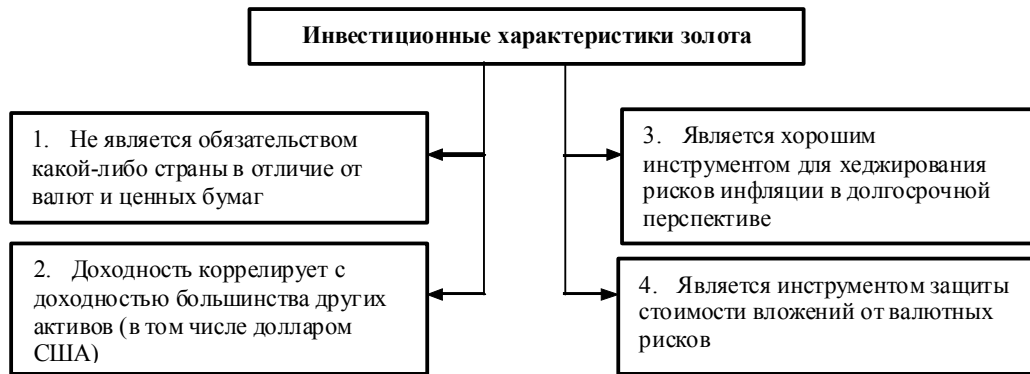 Инвестиционные характеристики золота
1. Не является обязательством
какой-либо страны в отличие от
валют и ценных бумаг
2. Доходность коррелирует с
доходностью большинства других
активов (в том числе долларом
США)
3. Является хорошим
инструментом для хеджирования
рисков инфляции в долгосрочной
перспективе
4. Является инструментом защиты
стоимости вложений от валютных
рисков